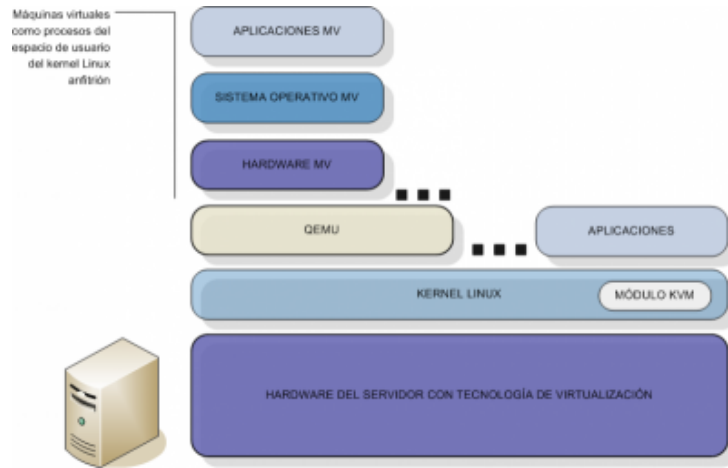 Máquinas virtuales
como procesos del
espacio de usuario
del kernel Linux
anfitrión
APLICACIONES MV
SISTEMA OPERATIVO MV
HARDWARE MV
QEMU
APLICACIONES
KERNEL LINUX
MÓDULO KVM
HARDWARE DEL SERVIDOR CON TECNOLOGÍA DE VIRTUALIZACIÓN